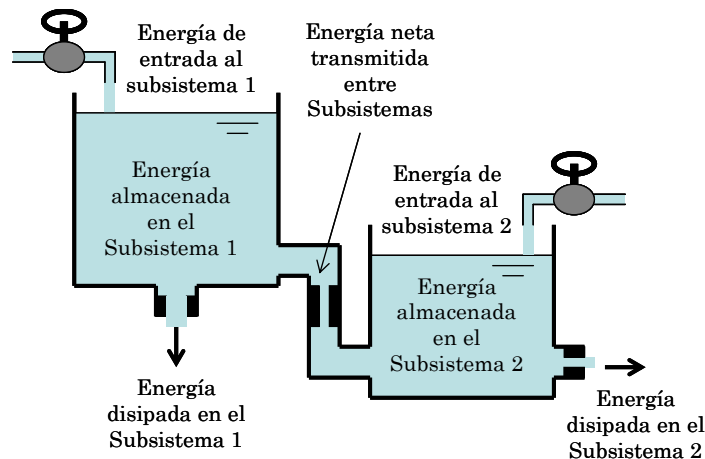 Energía de
entrada al
subsistema 1
Energía neta
transmitida
entre
Subsistemas
Energía
almacenada
en el
Subsistema 1
Energía de
entrada al
subsistema 2
Energía
almacenada
en el
Subsistema 2
Energía
disipada en el
Subsistema 1
Energía
disipada en el
Subsistema 2